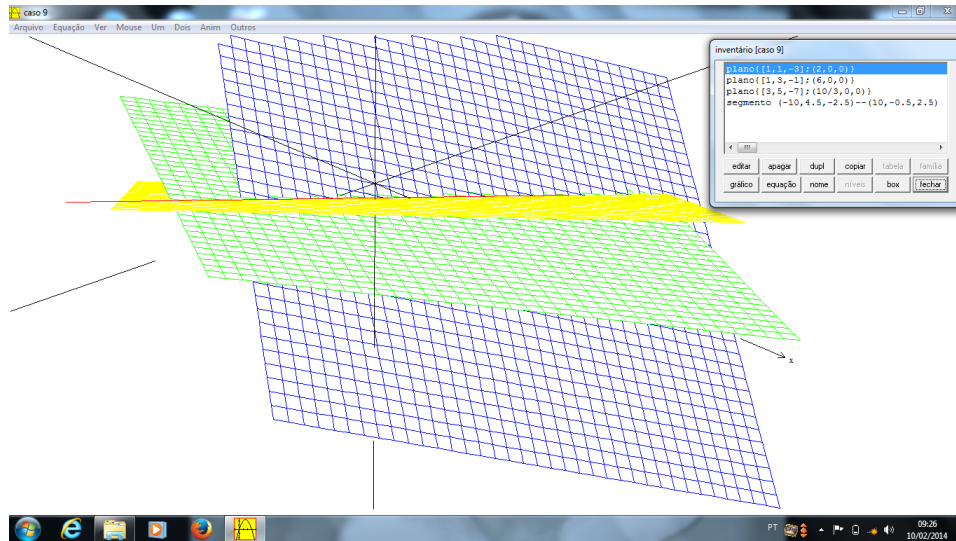 caso 9
Arquivo Equação Ver Mouse Um Dois Anim Outros
inventário [caso 9]
plano{[1,1,-3];(2,0,0)}
plano{[1,3,-1];(6,0,0)}
plano{[3,5,-7];(10/3,0,0)}
segmento (-10,4.5,-2.5)--(10,-0.5,2.5)
editar apagar dupl copiar tabela família
gráfico equação nome níveis box fechar
x
PT
09:26
10/02/2014